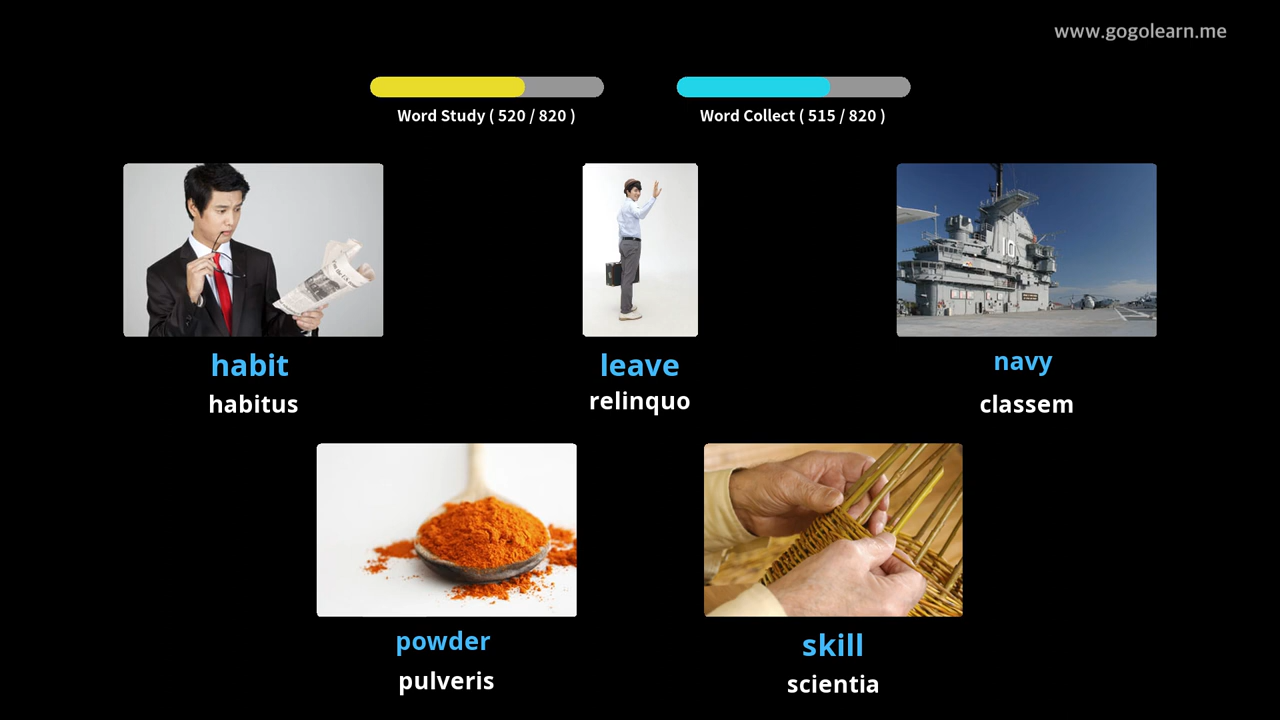 www.gogolearn.me
Word Study ( 520 / 820 )
Word Collect ( 515 / 820 )
habit
habitus
leave
relinquo
navy
classem
10
powder
pulveris
skill
scientia